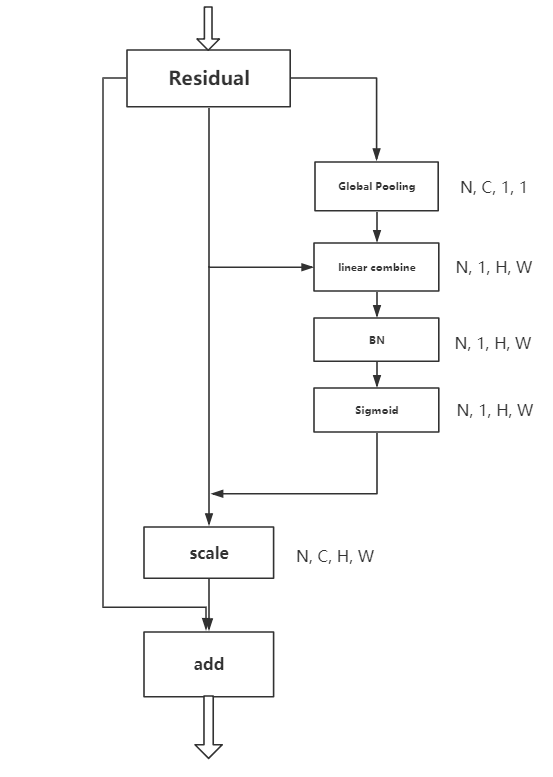 Residual
Global Pooling
N, C, 1, 1
linear combine
N, 1, H, W
BN
N, 1, H, W
Sigmoid
N, 1, H, W
scale
N, C, H, W
add